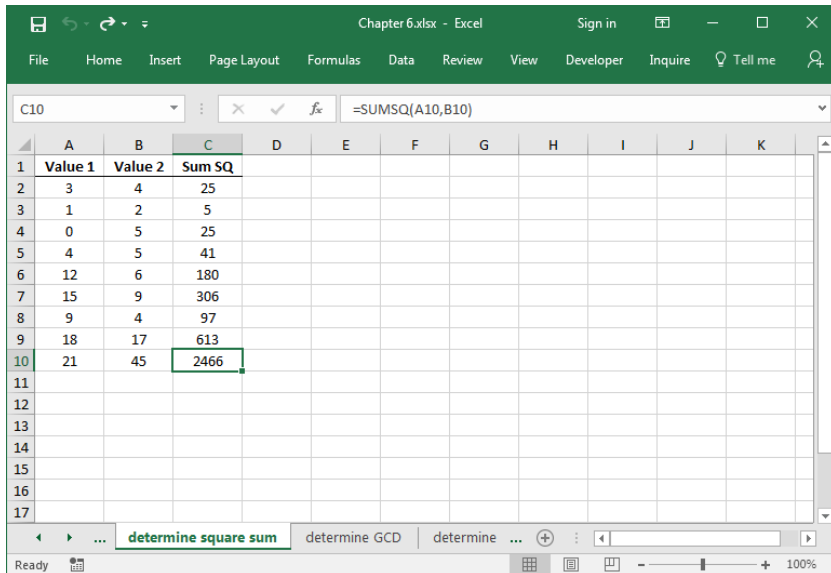 Chapter 6.xlsx - Excel Sign in
File Home Insert Page Layout Formulas Data Review View Developer Inquire Tell me
C10 fx =SUMSQ(A10,B10)
A B C D E F G H I J K
1 Value 1 Value 2 Sum SQ
2 3 4 25
3 1 2 5
4 0 5 25
5 4 5 41
6 12 6 180
7 15 9 306
8 9 4 97
9 18 17 613
10 21 45 2466
11
12
13
14
15
16
17
... determine square sum determine GCD determine ...
Ready 100%